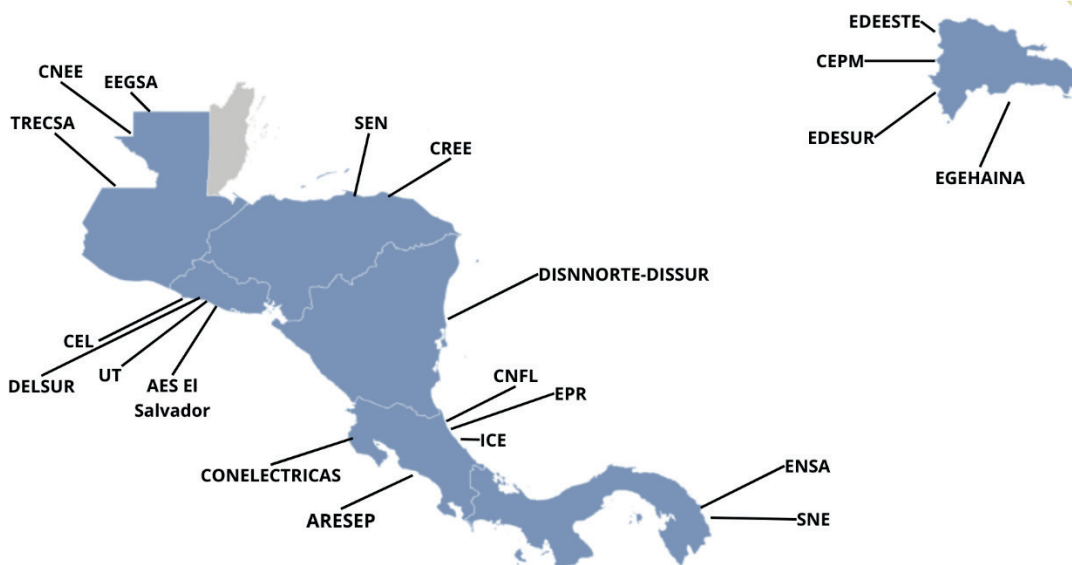 EDEESTE
CEPM
CNEE
EEGSA
TRECSA
SEN
EDESUR
CREE
EGEHAINA
DISNNORTE-DISSUR
CEL
UT
DELSUR
AES El
Salvador
CNFL
EPR
ICE
CONELECTRICAS
ENSA
ARESEP
SNE